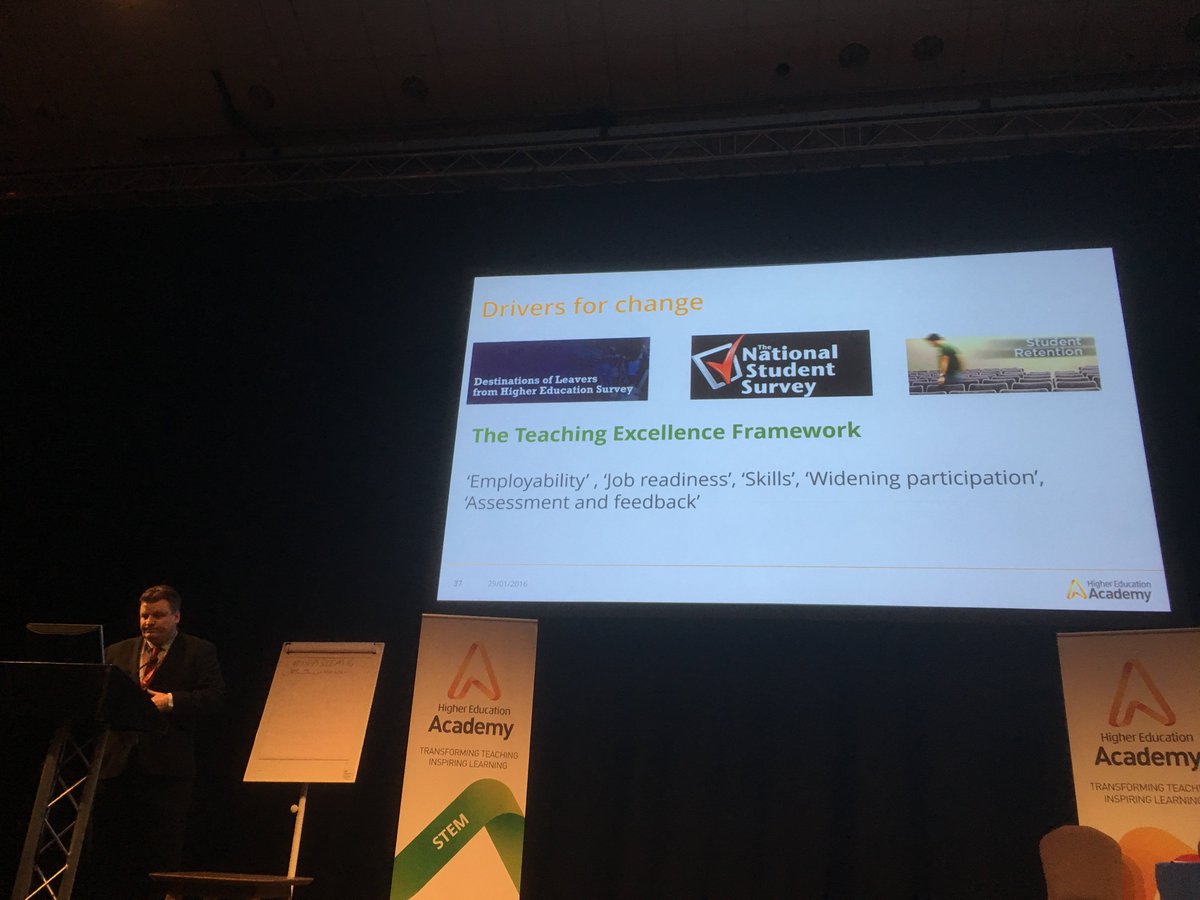 Drivers for change
Destinations of Leavers
from Higher Education Survey
The
National
Student
Survey
Student
Retention
The Teaching Excellence Framework
‘Employability’ , ‘Job readiness’, ‘Skills’, ‘Widening participation’,
‘Assessment and feedback’
37 29/01/2016
Higher Education
Academy
Higher Education
Academy
TRANSFORMING TEACHING
INSPIRING LEARNING
STEM
Higher Education
Academy
TRANSFORMING TEACH
INSPIRING LEARNING